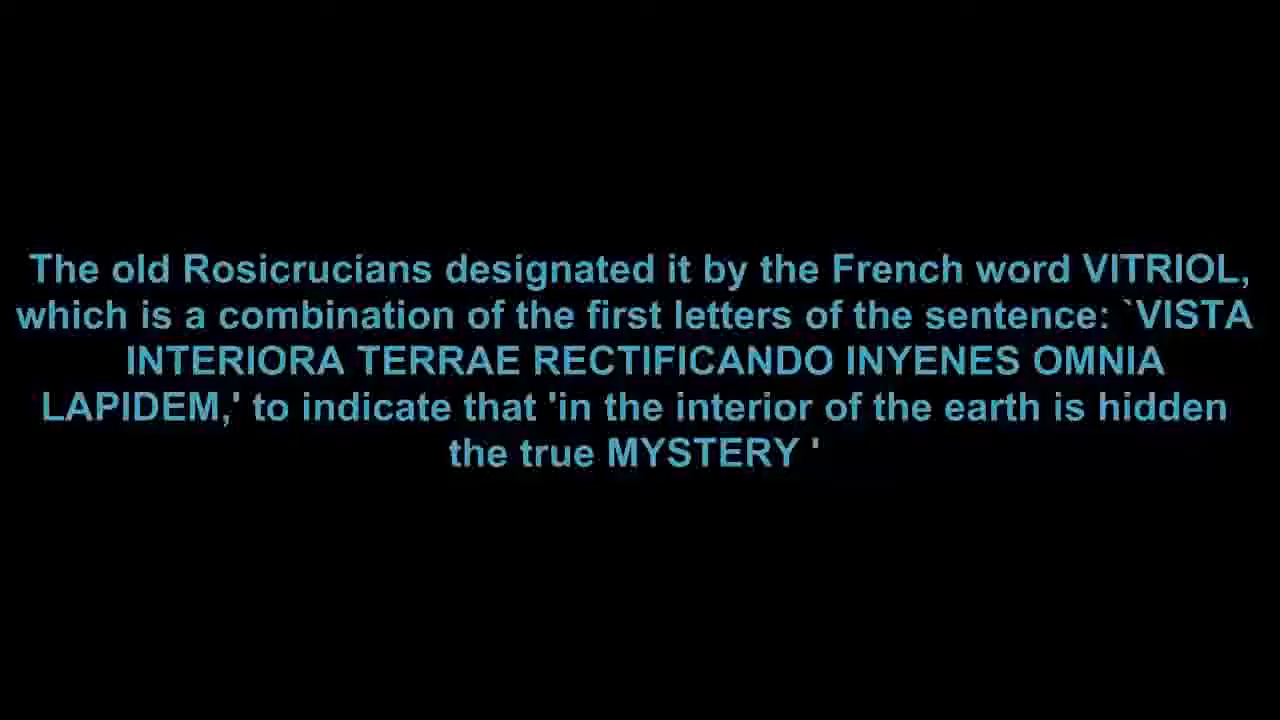 The old Rosicrucians designated it by the French word VITRIOL,
which is a combination of the first letters of the sentence: `VISTA
INTERIORA TERRAE RECTIFICANDO INYENES OMNIA
LAPIDEM,' to indicate that 'in the interior of the earth is hidden
the true MYSTERY '